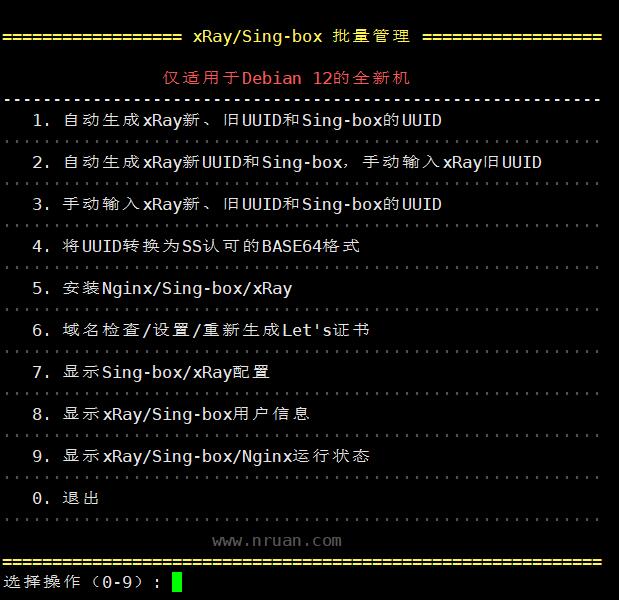 ================== xRay/Sing-box 批量管理 ==================
仅适用于Debian 12的全新机
------------------------------------------------------------
1. 自动生成xRay新、旧UUID和Sing-box的UUID
2. 自动生成xRay新UUID和Sing-box，手动输入xRay旧UUID
3. 手动输入xRay新、旧UUID和Sing-box的UUID
4. 将UUID转换为SS认可的BASE64格式
5. 安装Nginx/Sing-box/xRay
6. 域名检查/设置/重新生成Let's证书
7. 显示Sing-box/xRay配置
8. 显示xRay/Sing-box用户信息
9. 显示xRay/Sing-box/Nginx运行状态
0. 退出
www.nruan.com
============================================================
选择操作（0-9）: